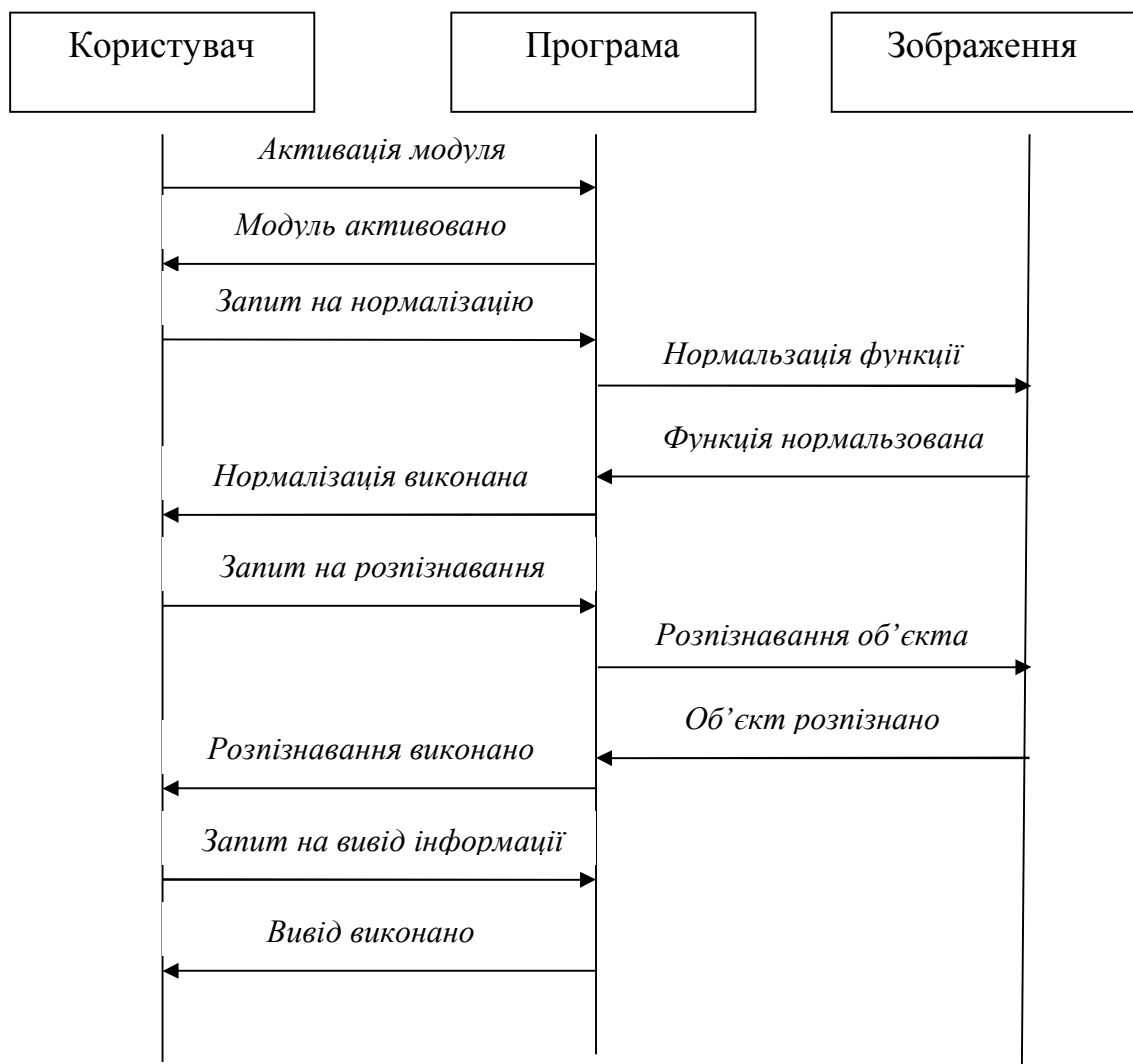 Користувач
Програма
Зображення
Активація модуля
Модуль активовано
Запит на нормалізацію
Нормальзація функції
Функція нормальзована
Нормалізація виконана
Запит на розпізнавання
Розпізнавання об’єкта
Об’єкт розпізнано
Розпізнавання виконано
Запит на вивід інформації
Вивід виконано